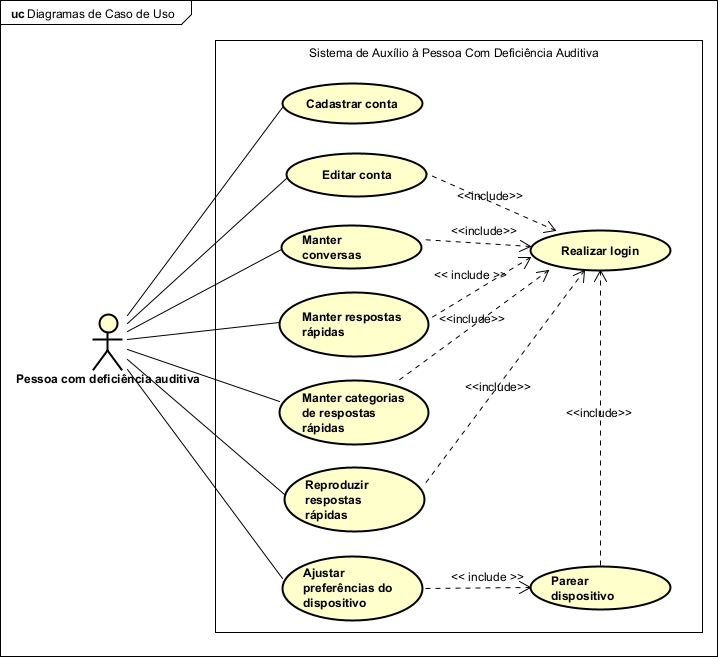 uc Diagramas de Caso de Uso
Sistema de Auxílio à Pessoa Com Deficiência Auditiva
Cadastrar conta
Editar conta
<<include>>
Manter
conversas
<<include>>
Realizar login
<< include >>
Manter respostas
rápidas
<<include>>
Pessoa com deficiência auditiva
Manter categorias
de respostas
rápidas
<<include>>
<<include>>
Reproduzir
respostas
rápidas
Ajustar
preferências do
dispositivo
<< include >>
Parear
dispositivo